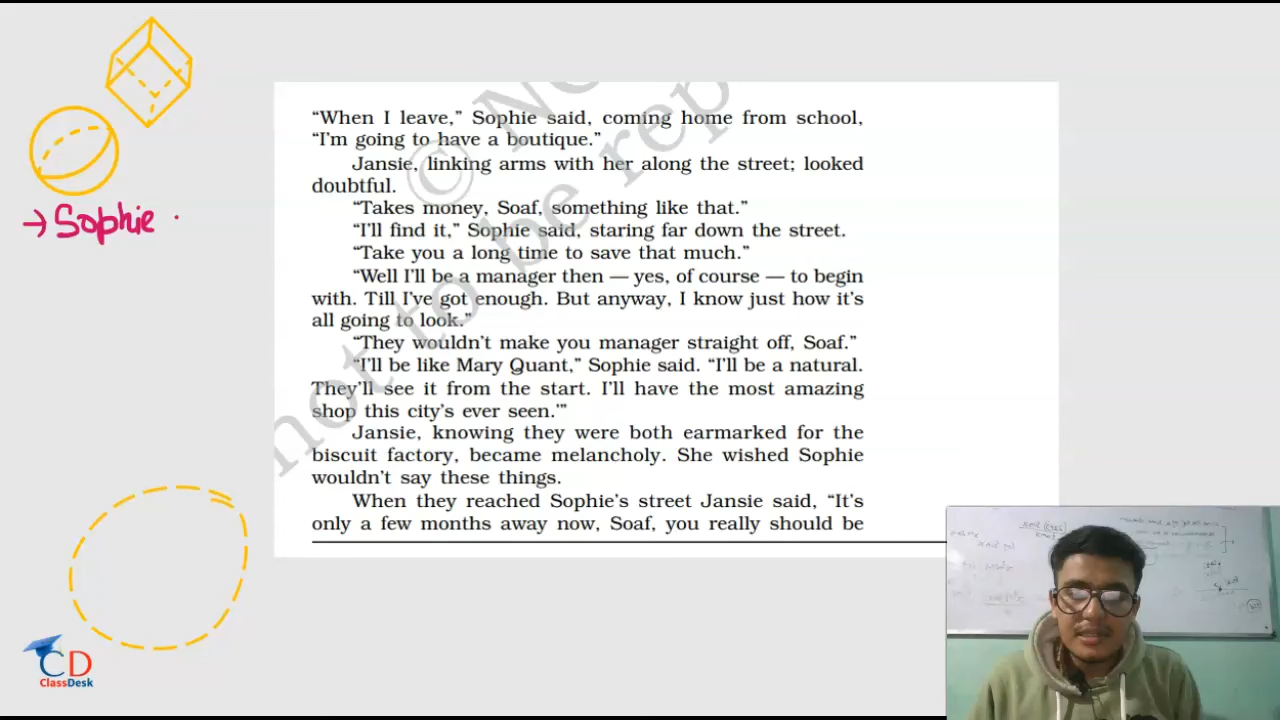 “When I leave,” Sophie said, coming home from school,
“I’m going to have a boutique.”
Jansie, linking arms with her along the street; looked
doubtful.
→ Sophie
“Takes money, Soaf, something like that.”
“I’ll find it,” Sophie said, staring far down the street.
“Take you a long time to save that much.”
“Well I’ll be a manager then — yes, of course — to begin
with. Till I’ve got enough. But anyway, I know just how it’s
all going to look.”
“They wouldn’t make you manager straight off, Soaf.”
“I’ll be like Mary Quant,” Sophie said. “I’ll be a natural.
They’ll see it from the start. I’ll have the most amazing
shop this city’s ever seen.’”
Jansie, knowing they were both earmarked for the
biscuit factory, became melancholy. She wished Sophie
wouldn’t say these things.
When they reached Sophie’s street Jansie said, “It’s
only a few months away now, Soaf, you really should be
© No
not to be rep
CD
ClassDesk